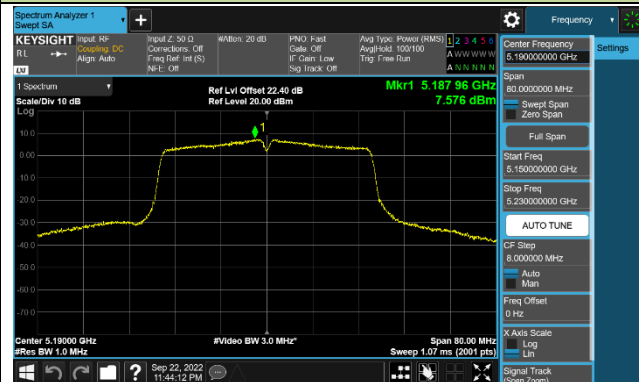 Spectrum Analyzer 1
Swept SA
Frequency
KEYSIGHT
RL
LXI
Input: RF
Coupling: DC
Align: Auto
Input Z: 50 Ω
Corrections: Off
Freq Ref: Int (S)
NFE: Off
#Atten: 20 dB
PNO: Fast
Gate: Off
IF Gain: Low
Sig Track: Off
Avg Type: Power (RMS)
Avg|Hold: 100/100
Trig: Free Run
1 2 3 4 5 6
A W W W W W
A N N N N N
Center Frequency
5.190000000 GHz
Settings
Span
80.0000000 MHz
Swept Span
Zero Span
Full Span
Start Freq
5.150000000 GHz
Stop Freq
5.230000000 GHz
AUTO TUNE
CF Step
8.000000 MHz
Auto
Man
Freq Offset
0 Hz
X Axis Scale
Log
Lin
Signal Track
(Span Zoom)
1 Spectrum
Scale/Div 10 dB
Log
Ref Lvl Offset 22.40 dB
Ref Level 20.00 dBm
Mkr1 5.187 96 GHz
7.576 dBm
1
10.0
0.00
-10.0
-20.0
-30.0
-40.0
-50.0
-60.0
-70.0
Center 5.19000 GHz
#Res BW 1.0 MHz
#Video BW 3.0 MHz*
Span 80.00 MHz
Sweep 1.07 ms (2001 pts)
Sep 22, 2022
11:44:12 PM